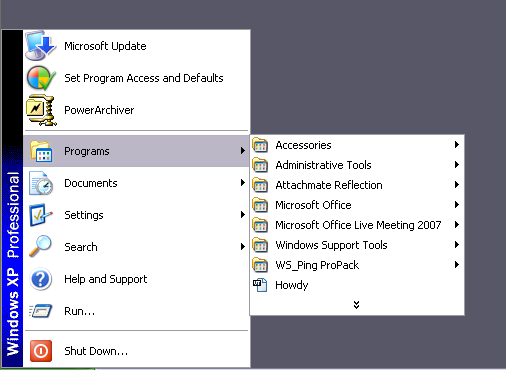 Windows XP Professional
Microsoft Update
Set Program Access and Defaults
PowerArchiver
Programs
Documents
Settings
Search
Help and Support
Run...
Shut Down...
Accessories
Administrative Tools
Attachmate Reflection
Microsoft Office
Microsoft Office Live Meeting 2007
Windows Support Tools
WS_Ping ProPack
Howdy